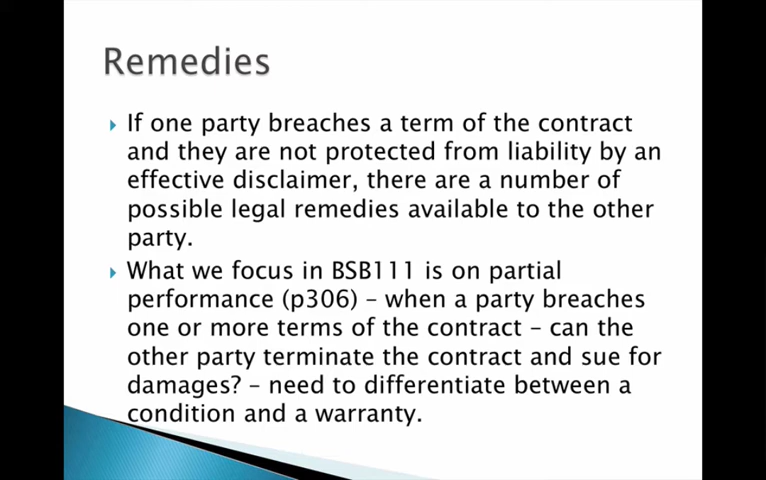 Remedies
If one party breaches a term of the contract
and they are not protected from liability by an
effective disclaimer, there are a number of
possible legal remedies available to the other
party.
What we focus in BSB111 is on partial
performance (p306) – when a party breaches
one or more terms of the contract – can the
other party terminate the contract and sue for
damages? – need to differentiate between a
condition and a warranty.